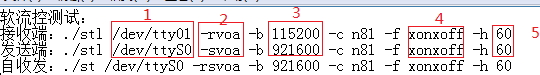 软流控测试:
1 2 3 4
接收端: ./stl /dev/tty01 -rvoa -b 115200 -c n81 -f xonxoff -h 60
5
发送端: ./stl /dev/ttyS0 -svoa -b 921600 -c n81 -f xonxoff -h 60
自收发: ./st /dev/ttyS0 -rsvoa -b 921600 -c n81 -f xonxoff -h 60